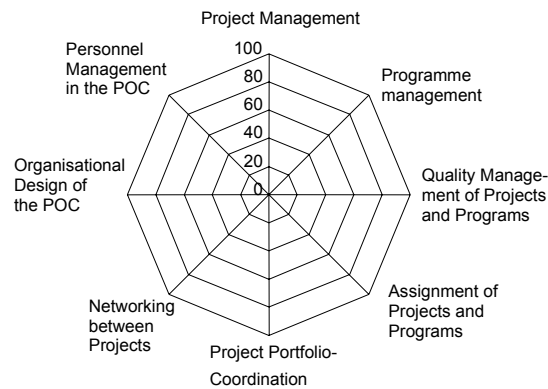 Project Management
100
80
60
40
20
0
Programme
management
Quality Manage-
ment of Projects
and Programs
Assignment of
Projects and
Programs
Project Portfolio-
Coordination
Networking
between
Projects
Organisational
Design of
the POC
Personnel
Management
in the POC